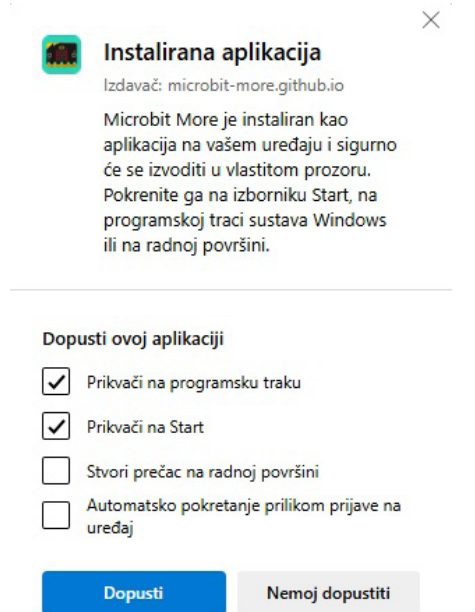 Instalirana aplikacija
Izdavač: microbit-more.github.io
Microbit More je instaliran kao
aplikacija na vašem uređaju i sigurno
će se izvoditi u vlastitom prozoru.
Pokrenite ga na izborniku Start, na
programskoj traci sustava Windows
ili na radnoj površini.
Dopusti ovoj aplikaciji
Prikvači na programsku traku
Prikvači na Start
Stvori prečac na radnoj površini
Automatsko pokretanje prilikom prijave na
uređaj
Dopusti
Nemoj dopustiti